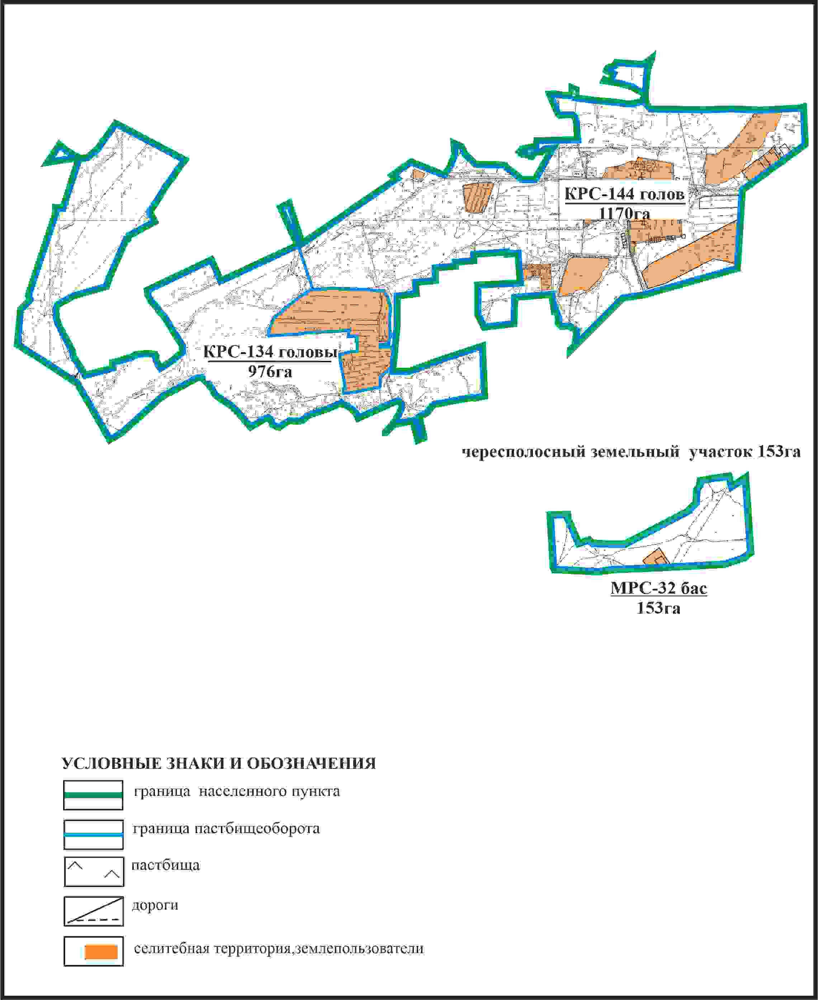 КРС-144 голов
1170га
КРС-134 головы
976га
чересполосный земельный участок 153га
МРС-32 бас
153га
УСЛОВНЫЕ ЗНАКИ И ОБОЗНАЧЕНИЯ
граница населенного пункта
граница пастбищеоборота
пастбища
дороги
селитебная территория,землепользователи